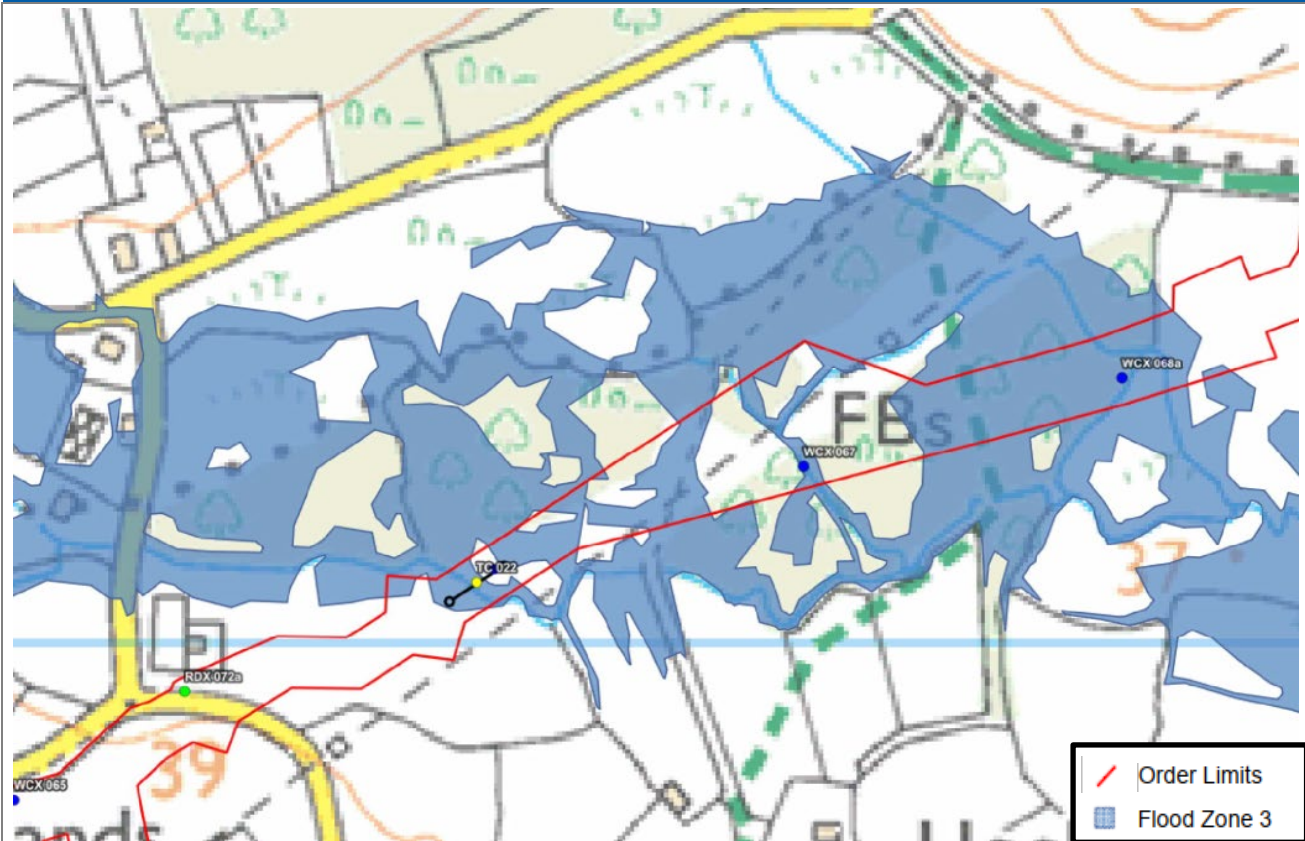 WCX 068a
FBs
WCX 067
TC 022
37
RDX 072a
39
WCX 065
Order Limits
Flood Zone 3